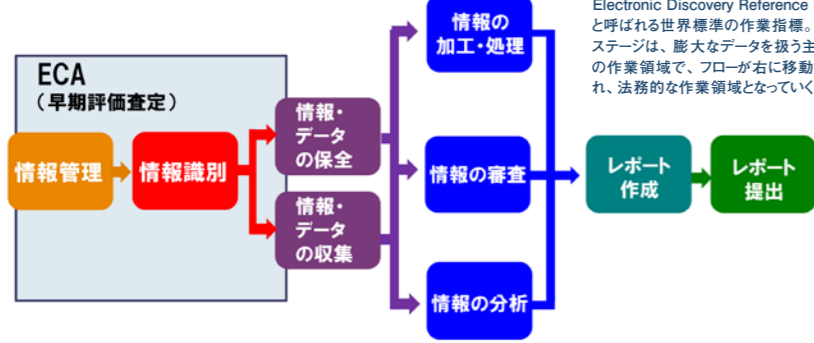 Electronic Discovery Reference
と呼ばれる世界標準の作業指標。
ステージは、膨大なデータを扱う主
の作業領域で、フローが右に移動
れ、法務的な作業領域となっていく
ECA
（早期評価査定）
情報管理
情報識別
情報・
データ
の保全
情報・
データ
の収集
情報の
加工・処理
情報の審査
情報の分析
レポート
作成
レポート
提出